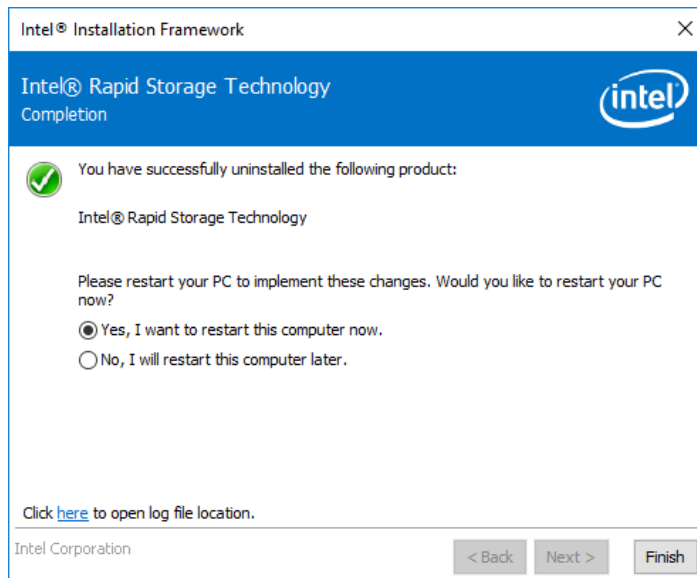 Intel® Installation Framework
Intel® Rapid Storage Technology
Completion
intel
You have successfully uninstalled the following product:
Intel® Rapid Storage Technology
Please restart your PC to implement these changes. Would you like to restart your PC
now?
Yes, I want to restart this computer now.
No, I will restart this computer later.
Click here to open log file location.
Intel Corporation
< Back
Next >
Finish